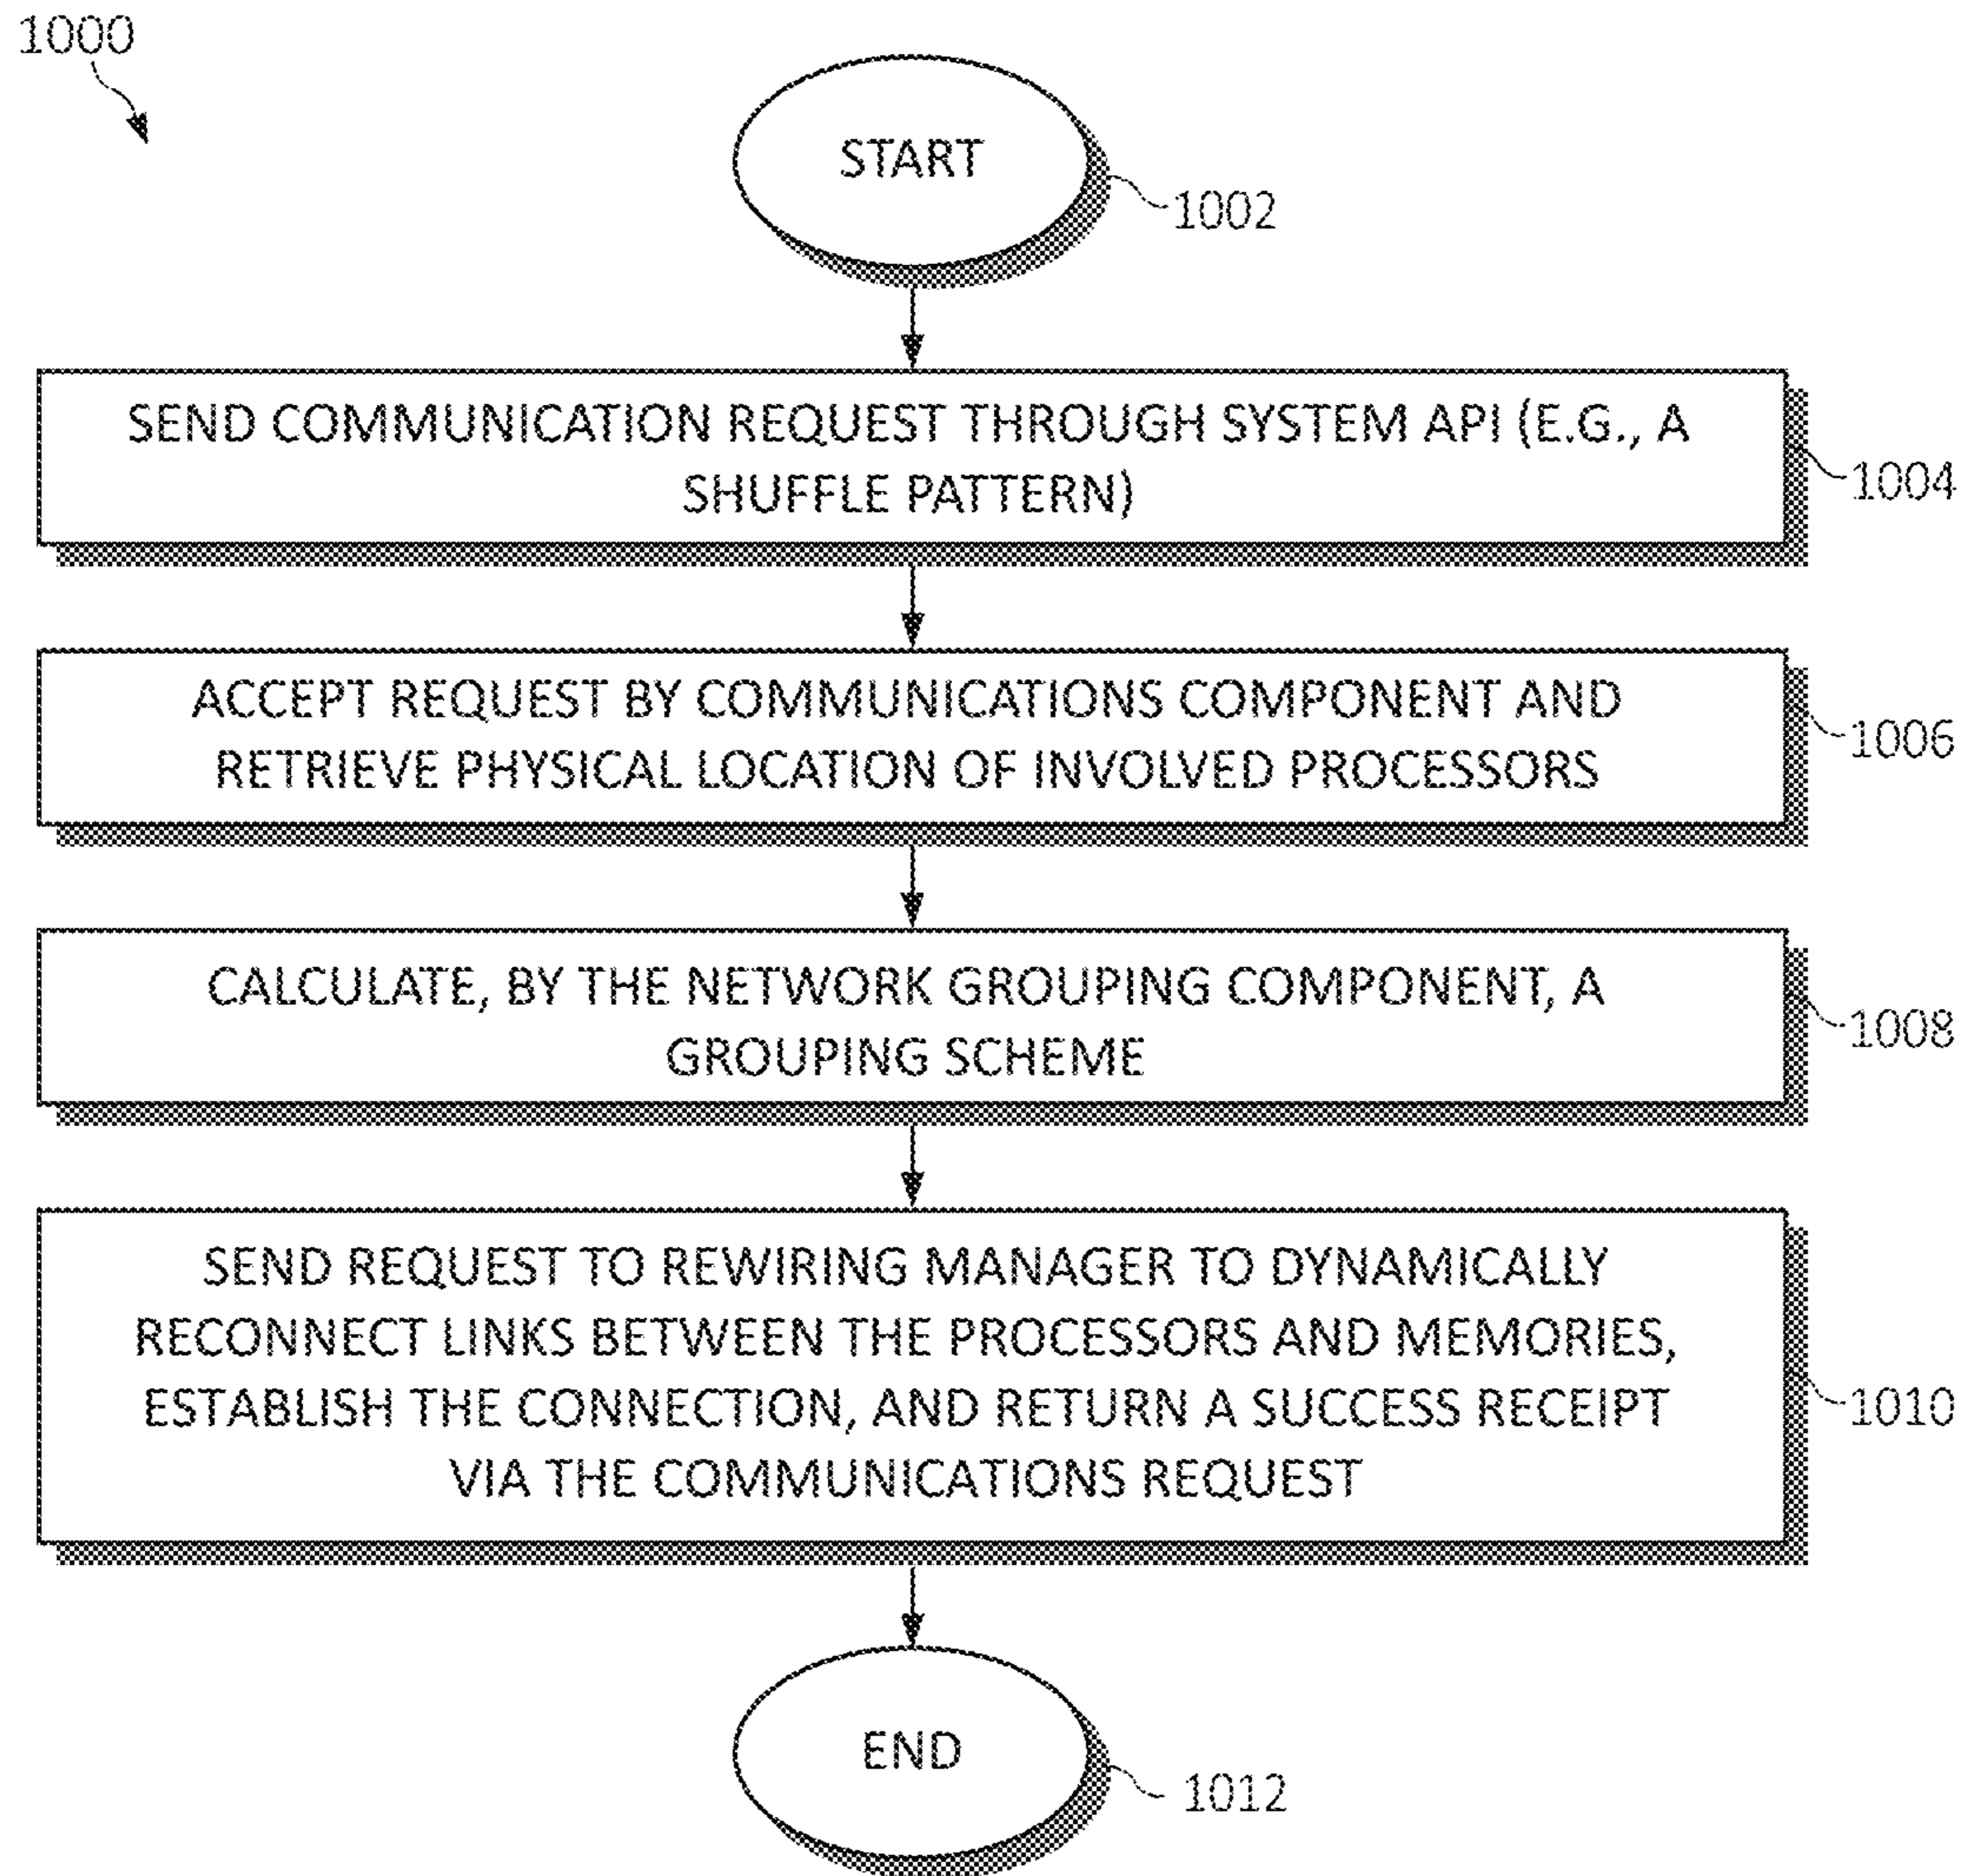 1000
START
1002
SEND COMMUNICATION REQUEST THROUGH SYSTEM API (E.G., A
SHUFFLE PATTERN)
1004
ACCEPT REQUEST BY COMMUNICATIONS COMPONENT AND
RETRIEVE PHYSICAL LOCATION OF INVOLVED PROCESSORS
1006
CALCULATE, BY THE NETWORK GROUPING COMPONENT, A
GROUPING SCHEME
1008
SEND REQUEST TO REWIRING MANAGER TO DYNAMICALLY
RECONNECT LINKS BETWEEN THE PROCESSORS AND MEMORIES,
ESTABLISH THE CONNECTION, AND RETURN A SUCCESS RECEIPT
VIA THE COMMUNICATIONS REQUEST
1010
END
1012